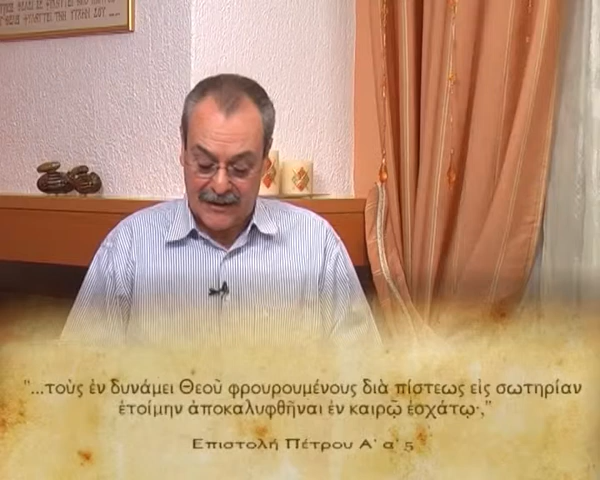 "...τοὺς ἐν δυνάμει Θεοῦ φρουρουμένους διὰ πίστεως εἰς σωτηρίαν
ἑτοίμην ἀποκαλυφθῆναι ἐν καιρῷ ἐσχάτῳ·,"
Επιστολή Πέτρου Α' α' 5